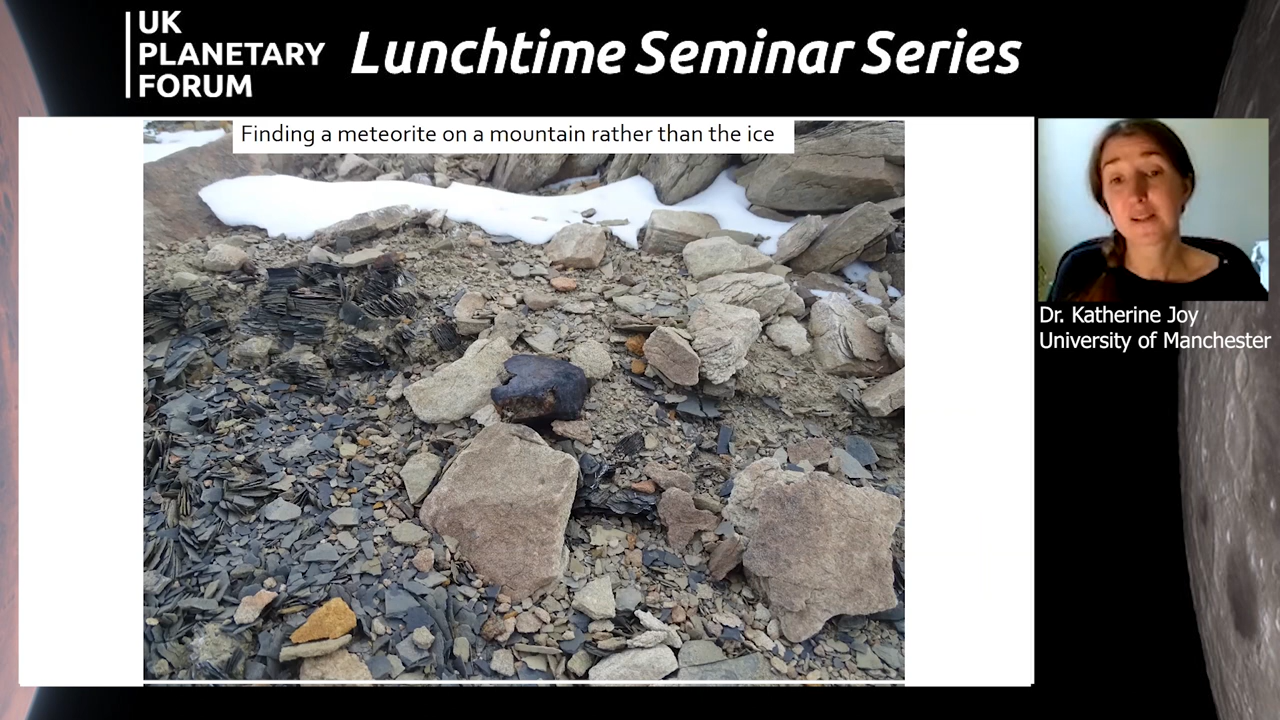 UK
PLANETARY
FORUM
Lunchtime Seminar Series
Finding a meteorite on a mountain rather than the ice
Dr. Katherine Joy
University of Manchester